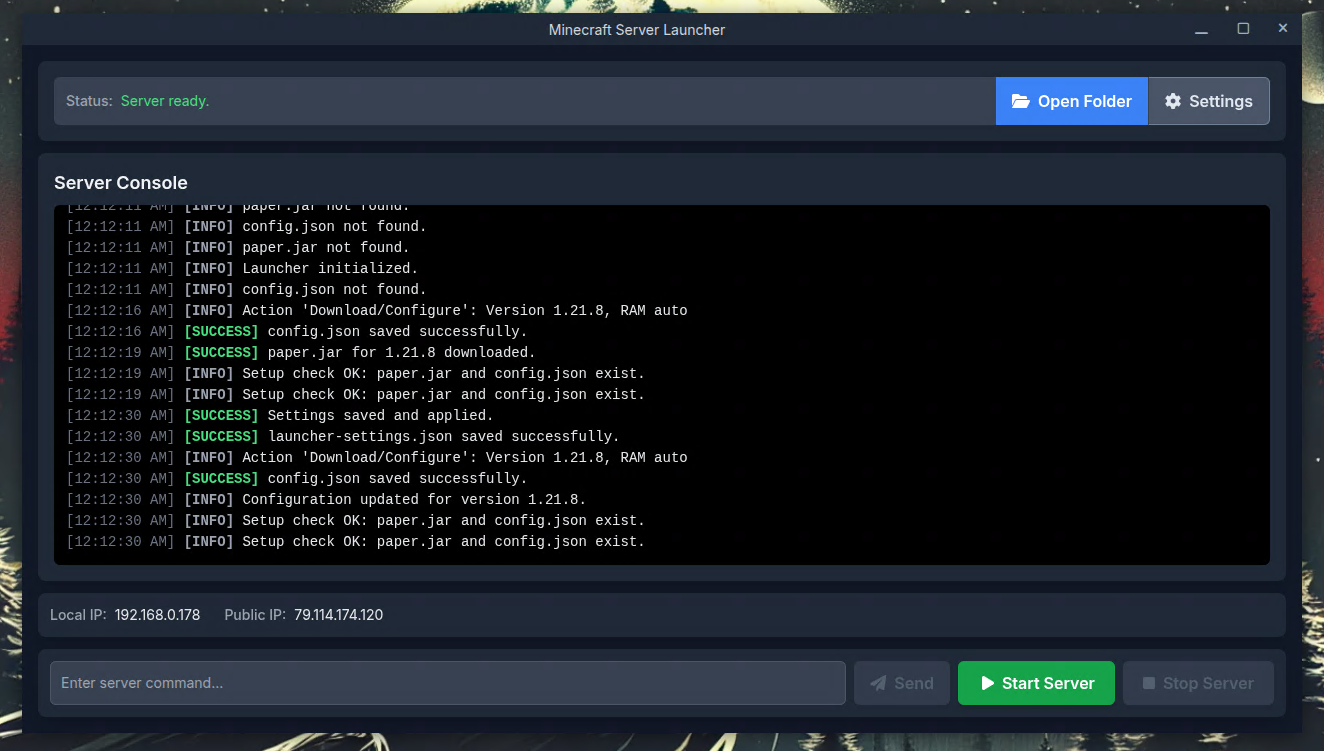 Minecraft Server Launcher
Status: Server ready.
Open Folder
Settings
Server Console
[12:12:11 AM] [INFO] paper.jar not found.
[12:12:11 AM] [INFO] config.json not found.
[12:12:11 AM] [INFO] paper.jar not found.
[12:12:11 AM] [INFO] Launcher initialized.
[12:12:11 AM] [INFO] config.json not found.
[12:12:16 AM] [INFO] Action 'Download/Configure': Version 1.21.8, RAM auto
[12:12:16 AM] [SUCCESS] config.json saved successfully.
[12:12:19 AM] [SUCCESS] paper.jar for 1.21.8 downloaded.
[12:12:19 AM] [INFO] Setup check OK: paper.jar and config.json exist.
[12:12:19 AM] [INFO] Setup check OK: paper.jar and config.json exist.
[12:12:30 AM] [SUCCESS] Settings saved and applied.
[12:12:30 AM] [SUCCESS] launcher-settings.json saved successfully.
[12:12:30 AM] [INFO] Action 'Download/Configure': Version 1.21.8, RAM auto
[12:12:30 AM] [SUCCESS] config.json saved successfully.
[12:12:30 AM] [INFO] Configuration updated for version 1.21.8.
[12:12:30 AM] [INFO] Setup check OK: paper.jar and config.json exist.
[12:12:30 AM] [INFO] Setup check OK: paper.jar and config.json exist.
Local IP: 192.168.0.178 Public IP: 79.114.174.120
Enter server command...
Send
Start Server
Stop Server